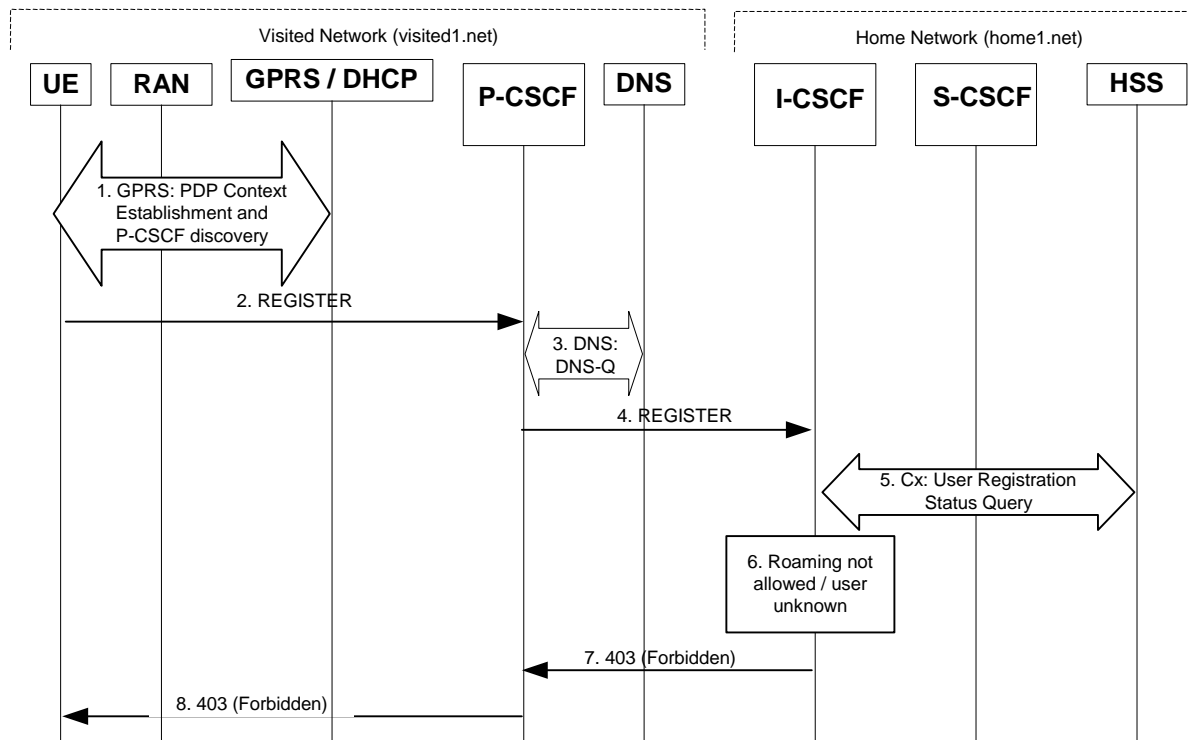 Visited Network (visited1.net)
Home Network (home1.net)
UE
RAN
GPRS / DHCP
P-CSCF
DNS
I-CSCF
S-CSCF
HSS
1. GPRS: PDP Context
Establishment and
P-CSCF discovery
2. REGISTER
3. DNS:
DNS-Q
4. REGISTER
5. Cx: User Registration
Status Query
6. Roaming not
allowed / user
unknown
7. 403 (Forbidden)
8. 403 (Forbidden)